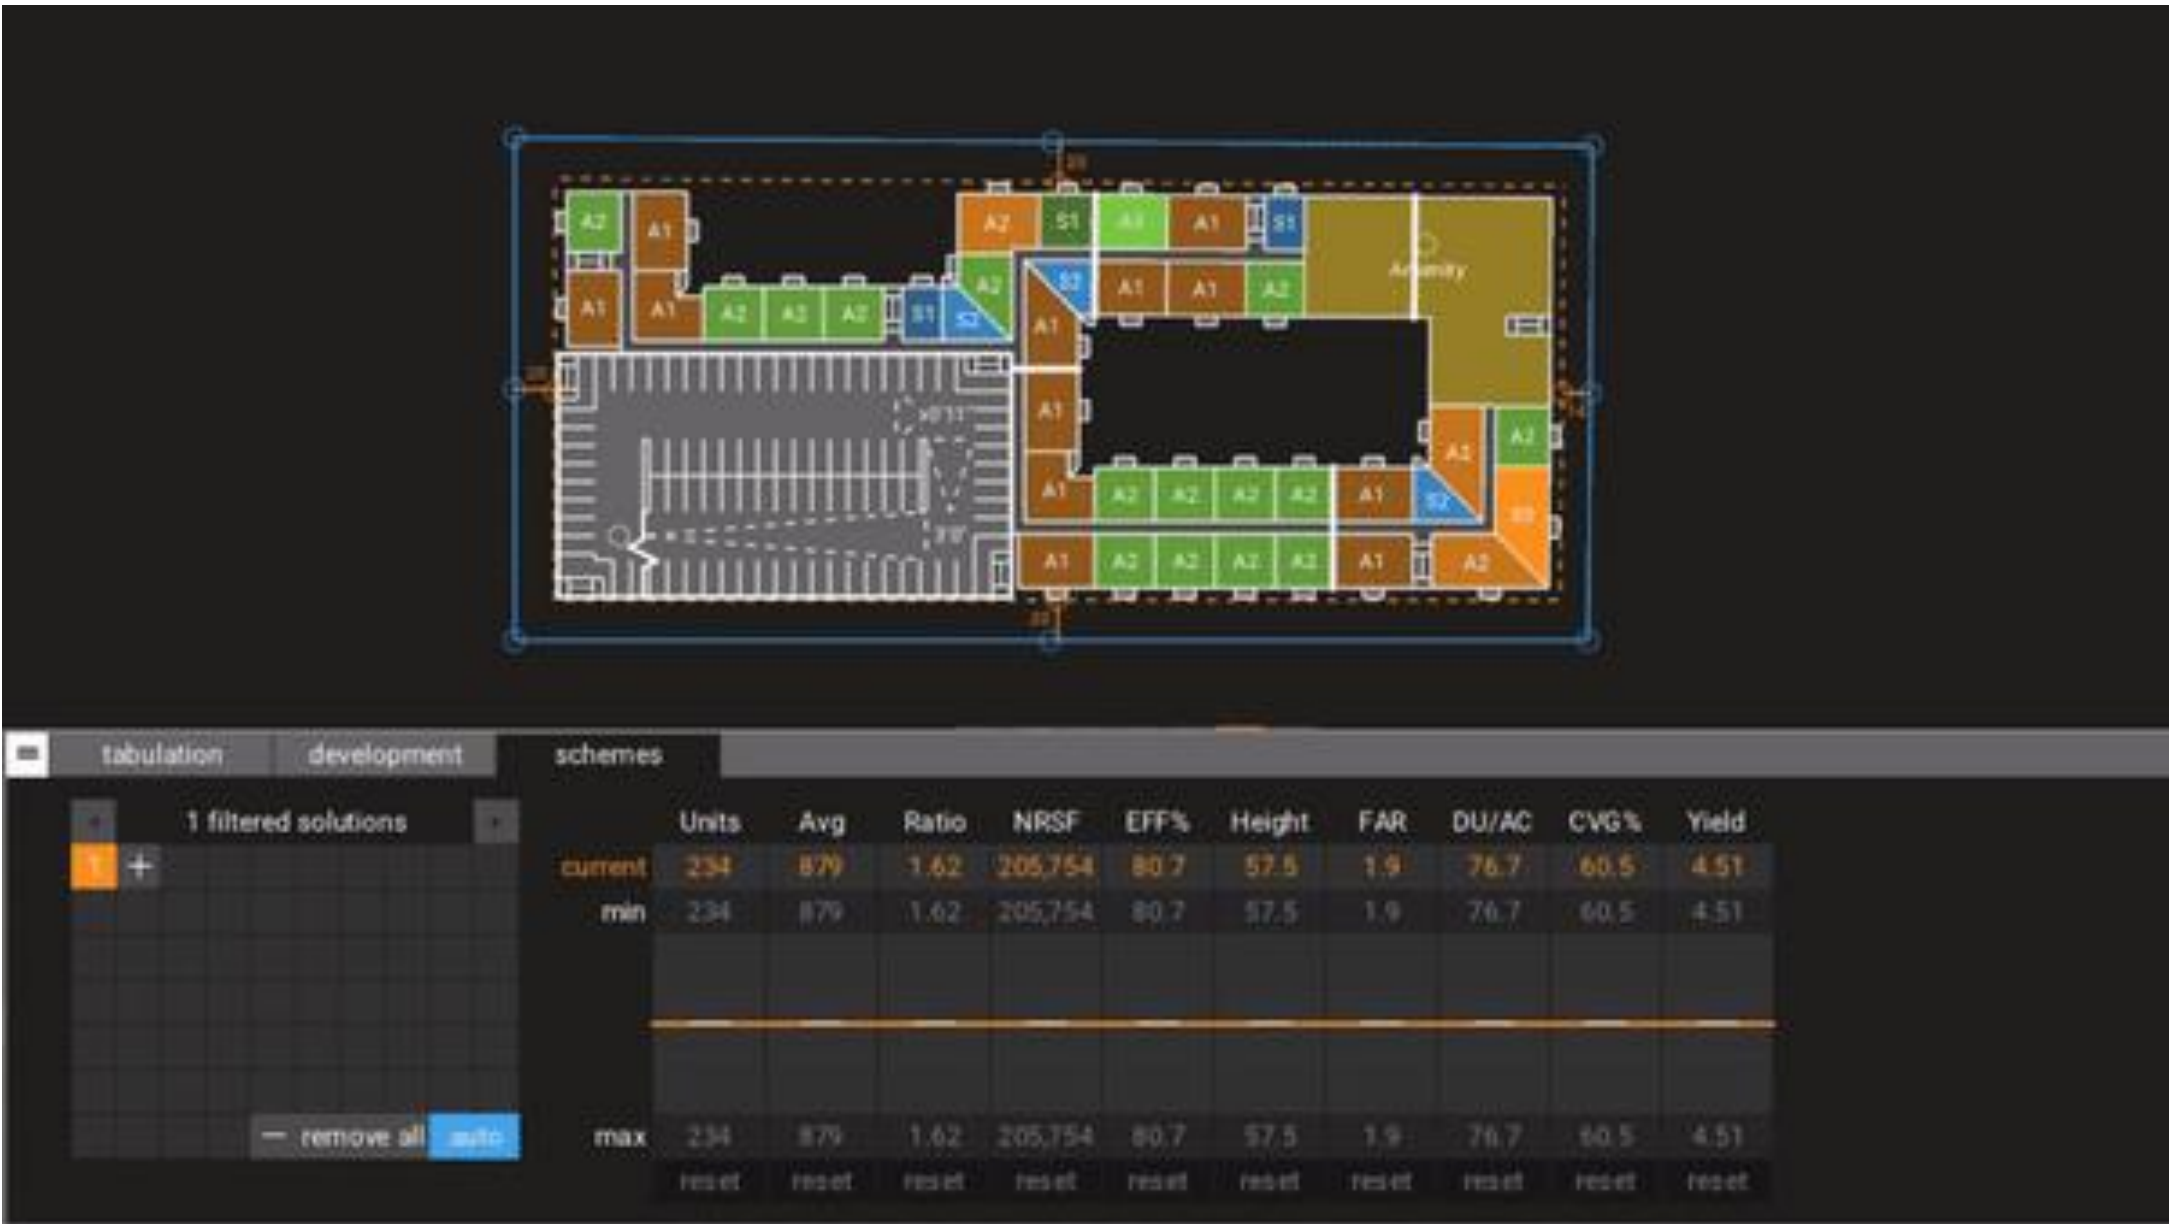 A2 A1 A2 S1 A1 S1
A2 S2 A1 A1 A2 Amenity
A1 A1 A2 A2 A2 S1 S2 A1
A1
A2 A2
A1 A2 A2 A2 A2 A1 S2
A1 A2 A2 A2 A2 A1 A2
tabulation development schemes
1 filtered solutions Units Avg Ratio NRSF EFF% Height FAR DU/AC CVG% Yield
1 + current 234 879 1.62 205,754 80.7 57.5 1.9 76.7 60.5 4.51
min 234 879 1.62 205,754 80.7 57.5 1.9 76.7 60.5 4.51
— remove all auto max 234 879 1.62 205,754 80.7 57.5 1.9 76.7 60.5 4.51
reset reset reset reset reset reset reset reset reset reset